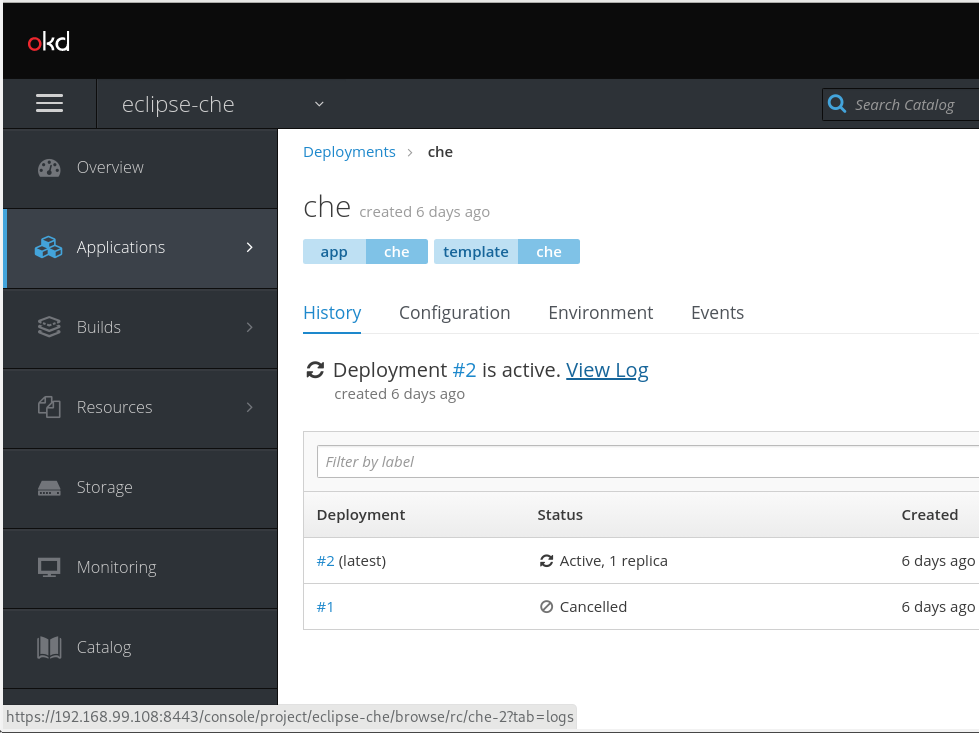 okd
eclipse-che
Search Catalog
Overview
Applications
Builds
Resources
Storage
Monitoring
Catalog
Deployments > che
che created 6 days ago
app che template che
History Configuration Environment Events
Deployment #2 is active. View Log
created 6 days ago
Filter by label
Deployment Status Created
#2 (latest) Active, 1 replica 6 days ago
#1 Cancelled 6 days ago
https://192.168.99.108:8443/console/project/eclipse-che/browse/rc/che-2?tab=logs